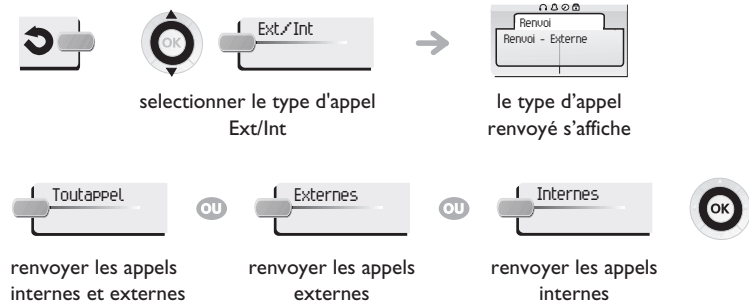 OK
Ext/Int
Renvoi
Renvoi - Externe
selectionner le type d'appel
Ext/Int
le type d’appel
renvoyé s’affiche
Toutappel
OU
Externes
OU
Internes
OK
renvoyer les appels
internes et externes
renvoyer les appels
externes
renvoyer les appels
internes